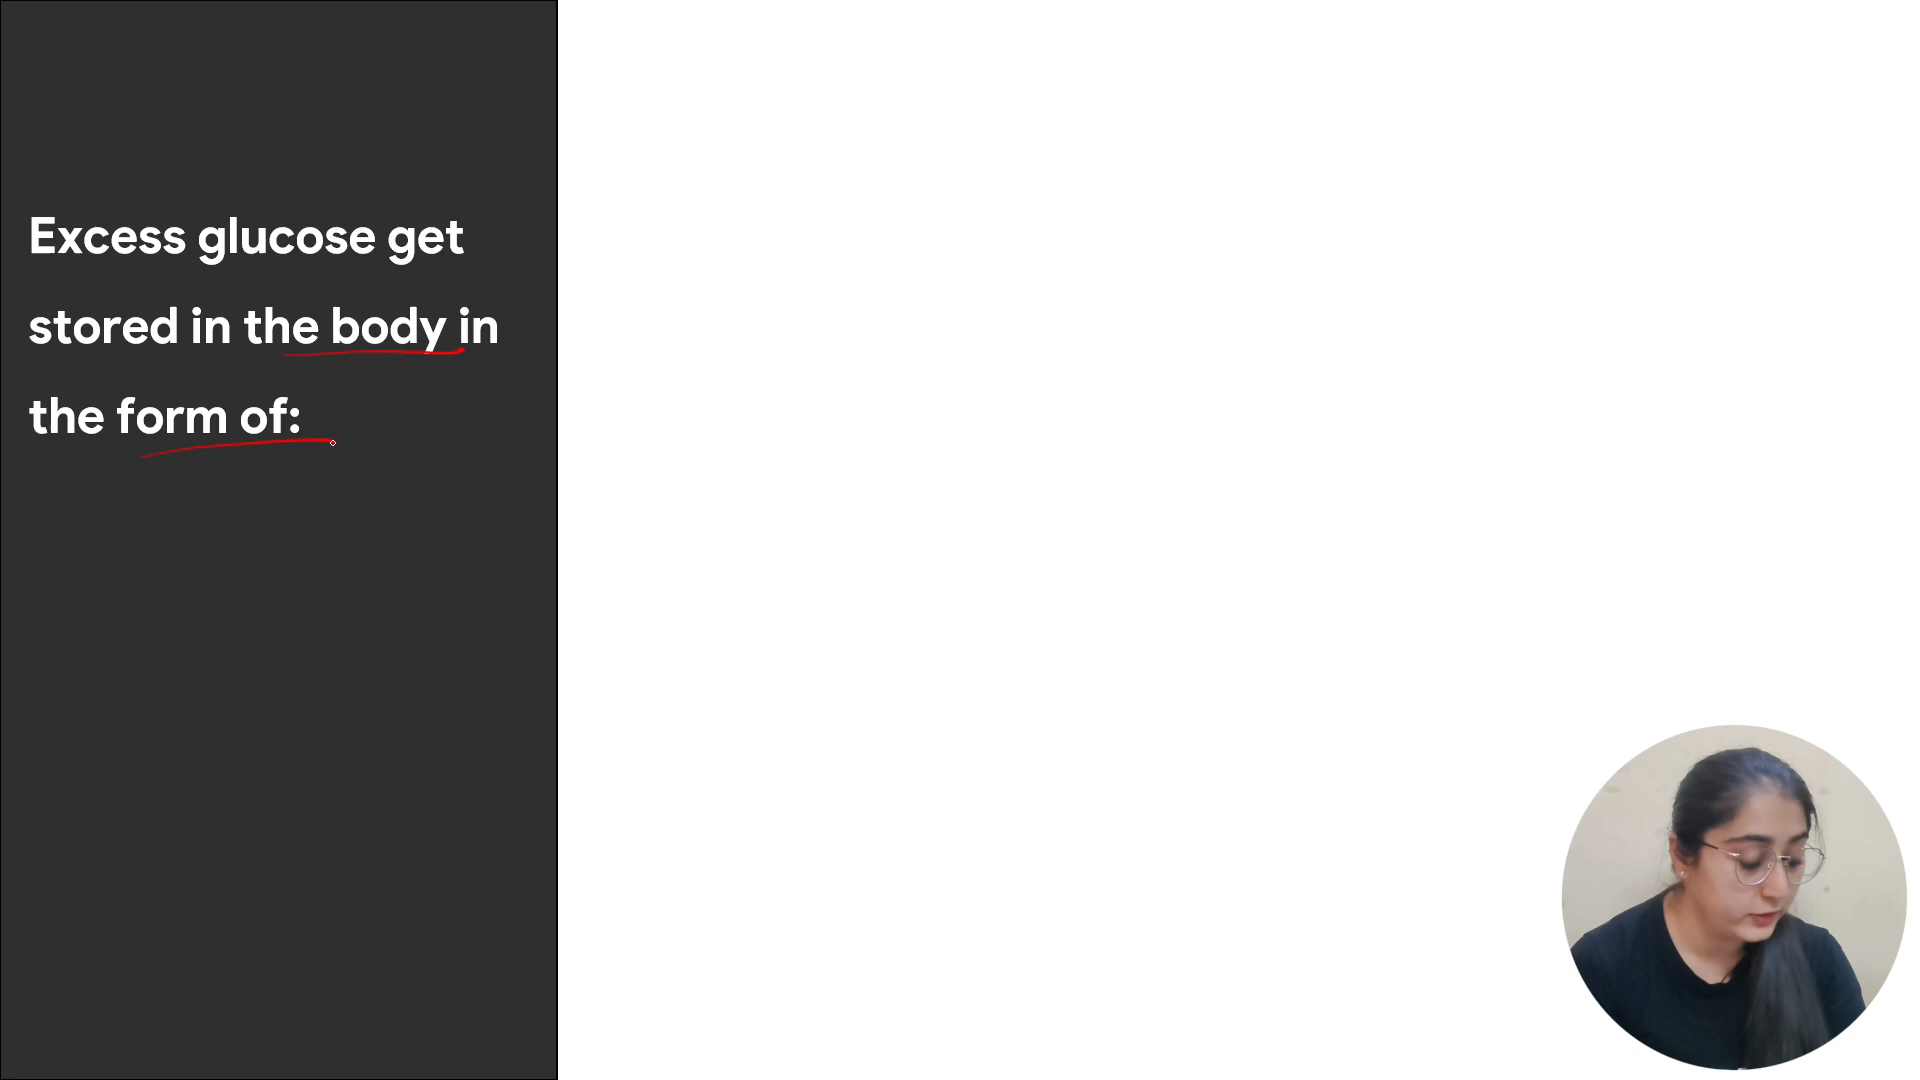 Excess glucose get
stored in the body in
the form of: